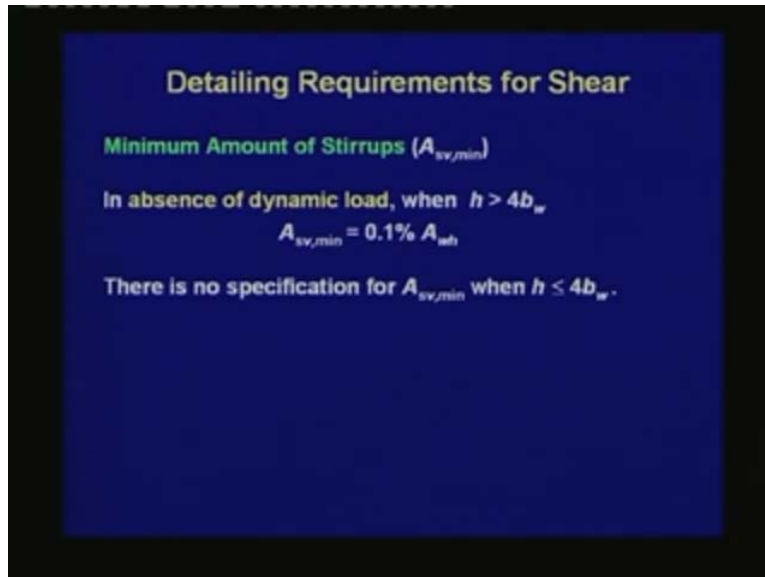 Detailing Requirements for Shear
Minimum Amount of Stirrups (Asv,min)
In absence of dynamic load, when h > 4bw
Asv,min = 0.1% Awh
There is no specification for Asv,min when h ≤ 4bw.